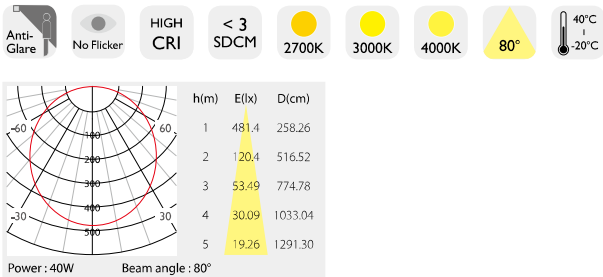 Anti-
Glare
No Flicker
HIGH
CRI
< 3
SDCM
2700K
3000K
4000K
80°
40°C
-20°C
h(m) E(lx) D(cm)
1 481.4 258.26
2 120.4 516.52
3 53.49 774.78
4 30.09 1033.04
5 19.26 1291.30
-60 60
100
200
300
400
-30 30
500
Power : 40W Beam angle : 80°